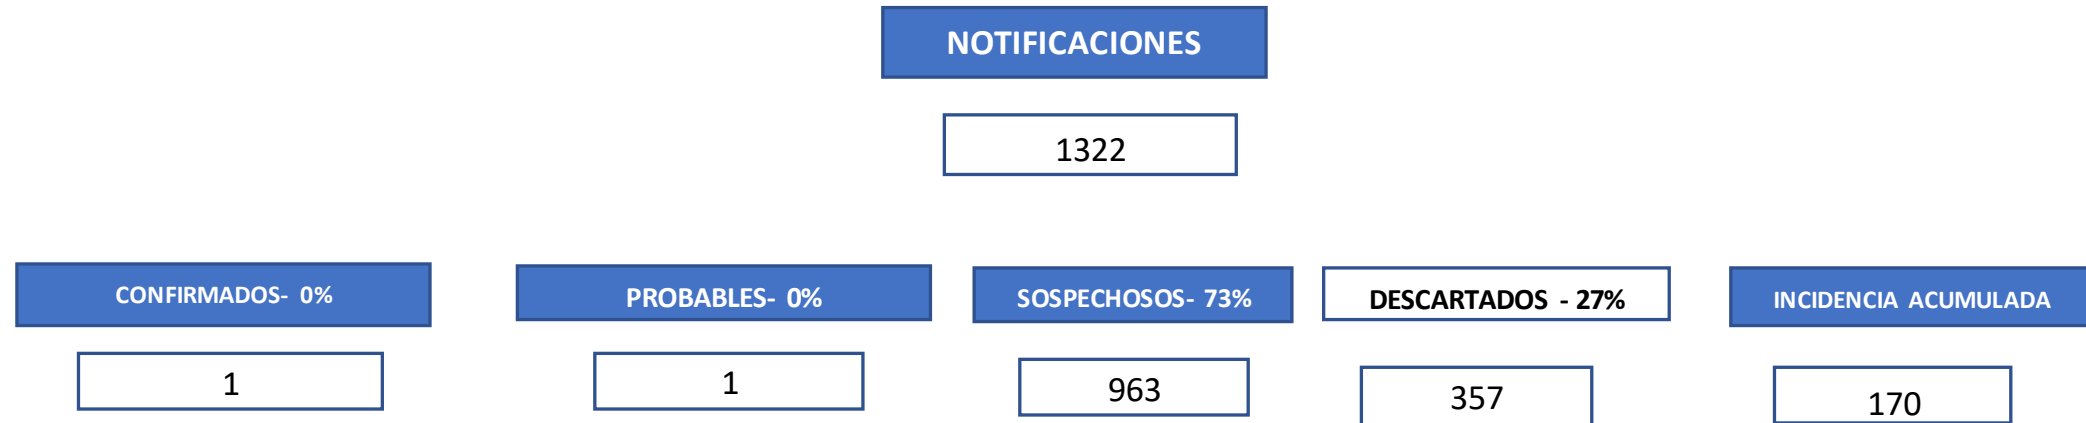 NOTIFICACIONES
1322
CONFIRMADOS- 0%
PROBABLES- 0%
SOSPECHOSOS- 73%
DESCARTADOS - 27%
INCIDENCIA ACUMULADA
1
1
963
357
170